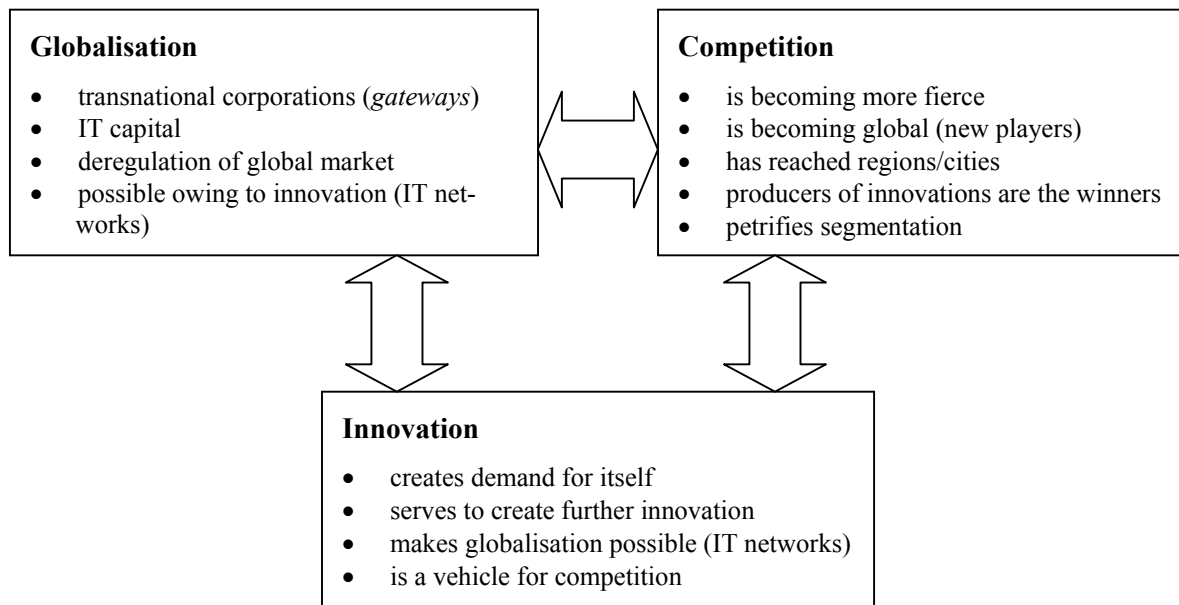 Globalisation
• transnational corporations (gateways)
• IT capital
• deregulation of global market
• possible owing to innovation (IT net-
works)
Competition
• is becoming more fierce
• is becoming global (new players)
• has reached regions/cities
• producers of innovations are the winners
• petrifies segmentation
Innovation
• creates demand for itself
• serves to create further innovation
• makes globalisation possible (IT networks)
• is a vehicle for competition